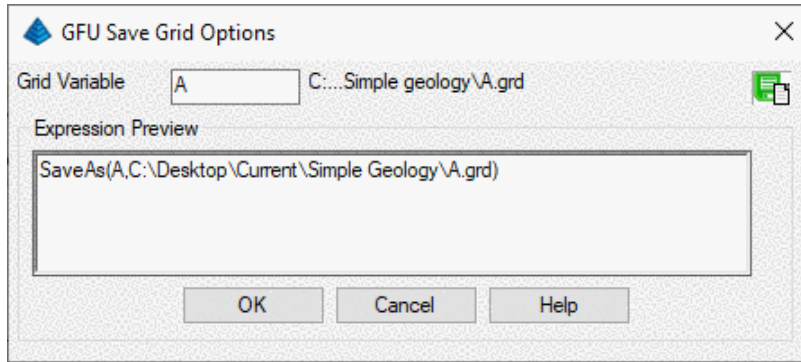 GFU Save Grid Options
Grid Variable A C:...Simple geology\A.grd
Expression Preview
SaveAs(A,C:\Desktop\Current\Simple Geology\A.grd)
OK Cancel Help